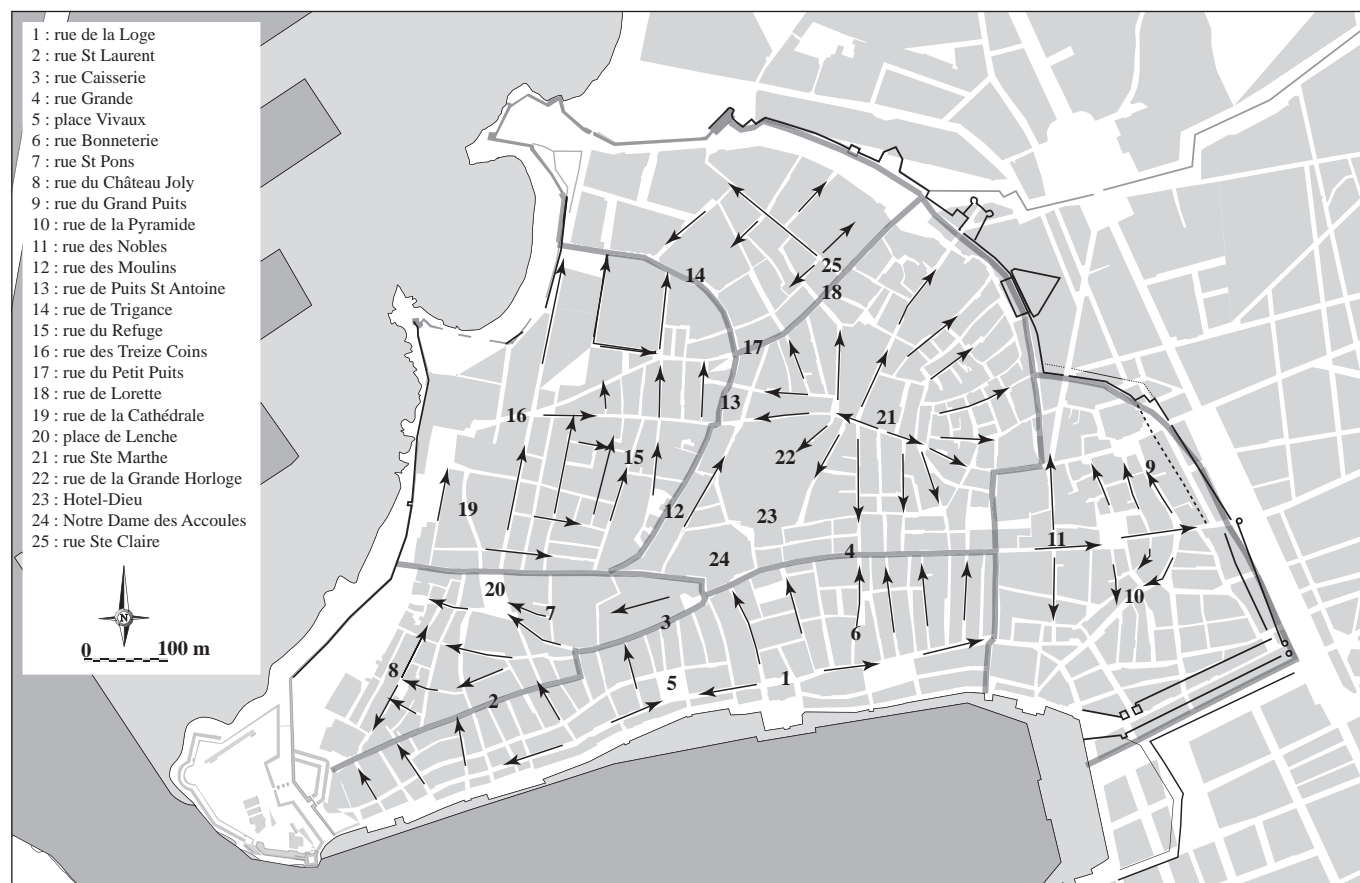 1 : rue de la Loge
2 : rue St Laurent
3 : rue Caisserie
4 : rue Grande
5 : place Vivaux
6 : rue Bonneterie
7 : rue St Pons
8 : rue du Château Joly
9 : rue du Grand Puits
10 : rue de la Pyramide
11 : rue des Nobles
12 : rue des Moulins
13 : rue de Puits St Antoine
14 : rue de Trigance
15 : rue du Refuge
16 : rue des Treize Coins
17 : rue du Petit Puits
18 : rue de Lorette
19 : rue de la Cathédrale
20 : place de Lenche
21 : rue Ste Marthe
22 : rue de la Grande Horloge
23 : Hotel-Dieu
24 : Notre Dame des Accoules
25 : rue Ste Claire
N
0 100 m
25
14
18
17
13
16
21
22
15
9
19
12
23
11
4
24
20
10
7
3
6
8
5
1
2